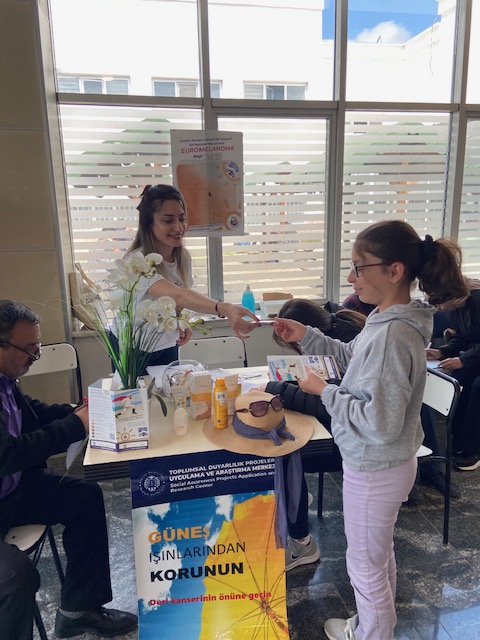 EUROMELANOMA
TOPLUMSAL DUYARLILIK PROJELERİ
UYGULAMA VE ARAŞTIRMA MERKEZİ
Social Awareness Projects Application and
Research Center
GÜNEŞ
IŞINLARINDAN
KORUNUN
Deri kanserinin önüne geçin